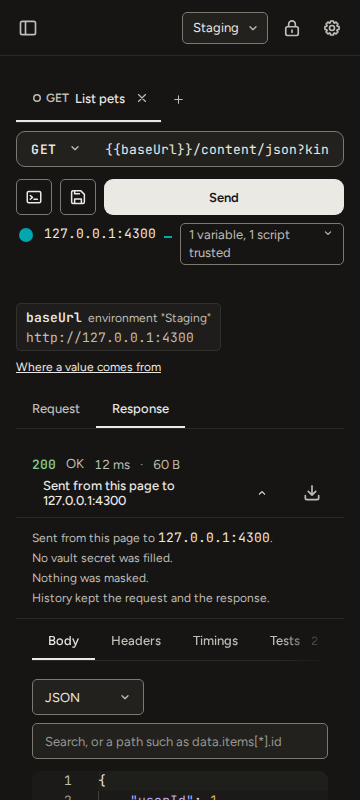 Staging
GET List pets
GET {{baseUrl}}/content/json?kin
Send
127.0.0.1:4300
1 variable, 1 script trusted
baseUrl environment "Staging"
http://127.0.0.1:4300
Where a value comes from
Request Response
200 OK 12 ms · 60 B
Sent from this page to
127.0.0.1:4300
Sent from this page to 127.0.0.1:4300.
No vault secret was filled.
Nothing was masked.
History kept the request and the response.
Body Headers Timings Tests 2
JSON
Search, or a path such as data.items[*].id
1 {
2 "userId": 1